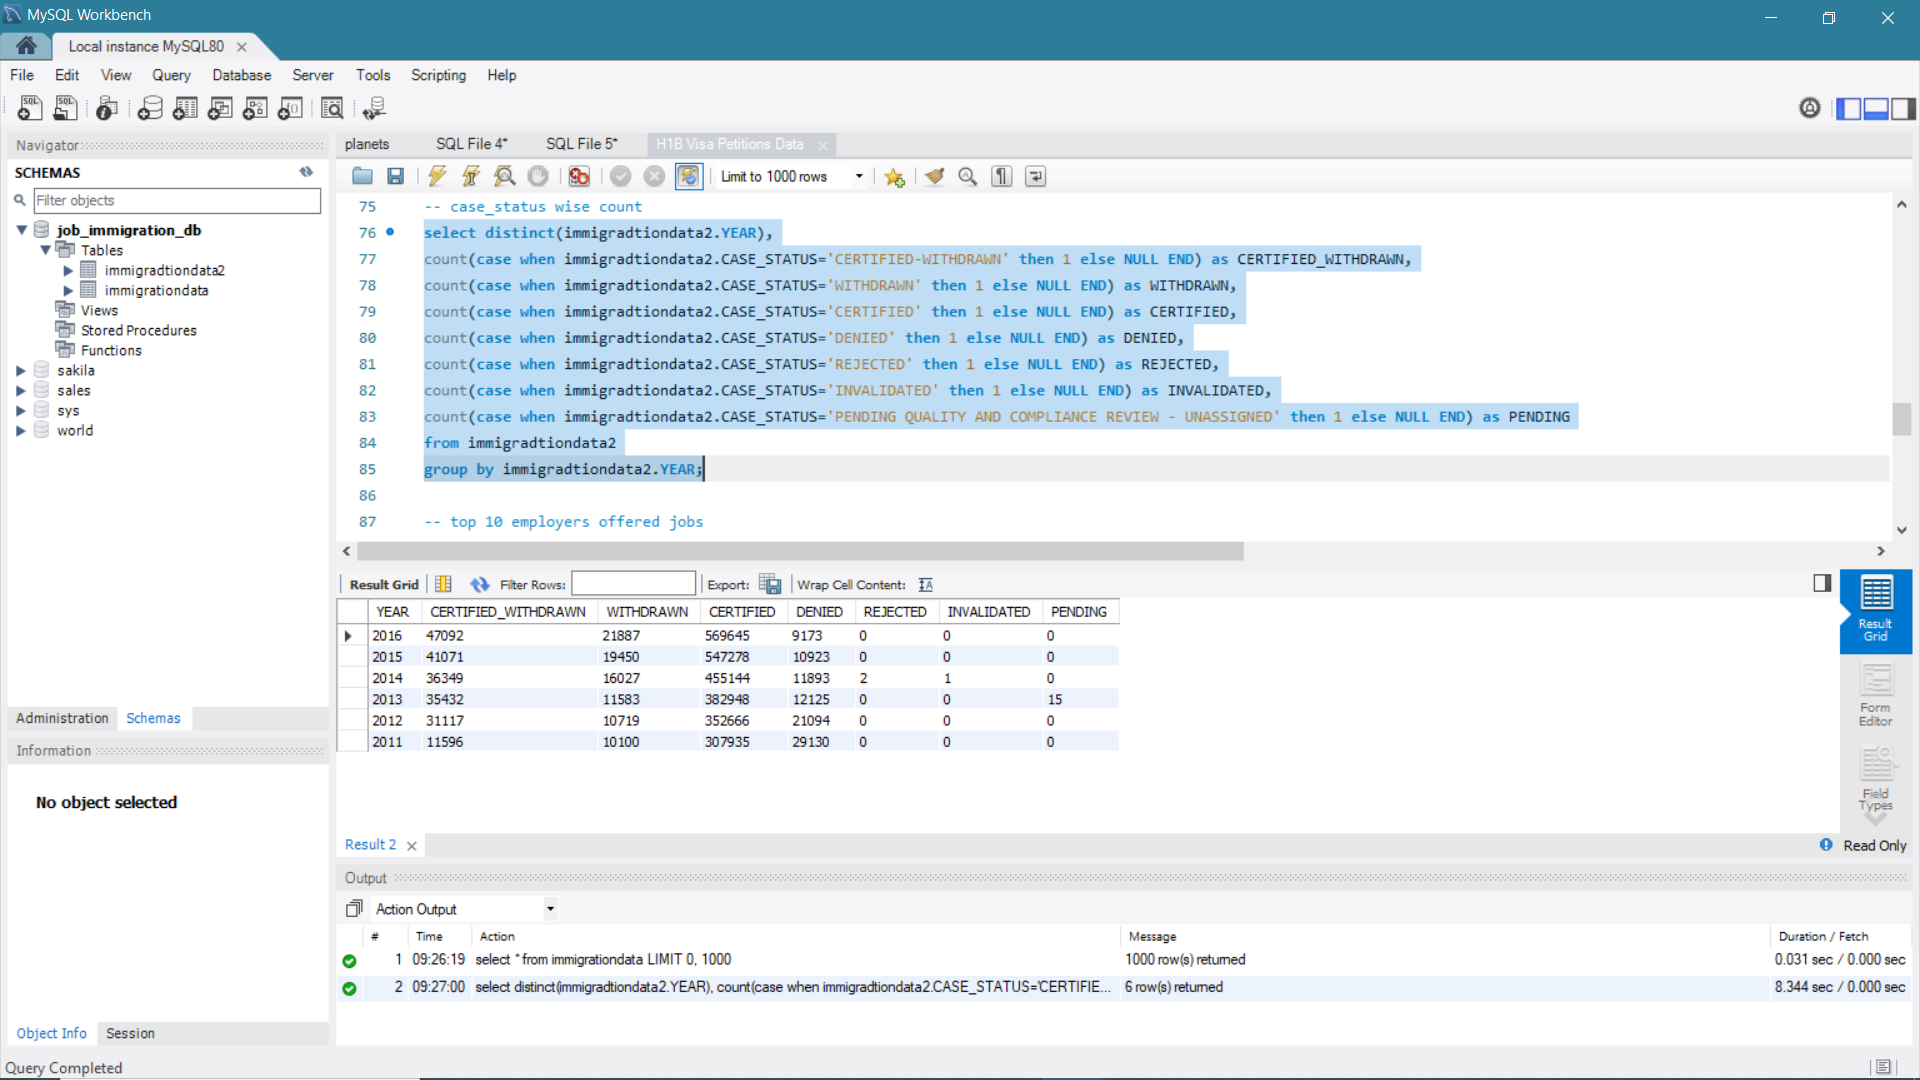 MySQL Workbench
Local instance MySQL80
File Edit View Query Database Server Tools Scripting Help
Navigator
SCHEMAS
Filter objects
job_immigration_db
Tables
immigradtiondata2
immigrationdata
Views
Stored Procedures
Functions
sakila
sales
sys
world
Administration Schemas
Information
No object selected
Object Info Session
planets SQL File 4* SQL File 5* H1B Visa Petitions Data
Limit to 1000 rows
75 -- case_status wise count
76 select distinct(immigradtiondata2.YEAR),
77 count(case when immigradtiondata2.CASE_STATUS='CERTIFIED-WITHDRAWN' then 1 else NULL END) as CERTIFIED_WITHDRAWN,
78 count(case when immigradtiondata2.CASE_STATUS='WITHDRAWN' then 1 else NULL END) as WITHDRAWN,
79 count(case when immigradtiondata2.CASE_STATUS='CERTIFIED' then 1 else NULL END) as CERTIFIED,
80 count(case when immigradtiondata2.CASE_STATUS='DENIED' then 1 else NULL END) as DENIED,
81 count(case when immigradtiondata2.CASE_STATUS='REJECTED' then 1 else NULL END) as REJECTED,
82 count(case when immigradtiondata2.CASE_STATUS='INVALIDATED' then 1 else NULL END) as INVALIDATED,
83 count(case when immigradtiondata2.CASE_STATUS='PENDING QUALITY AND COMPLIANCE REVIEW - UNASSIGNED' then 1 else NULL END) as PENDING
84 from immigradtiondata2
85 group by immigradtiondata2.YEAR;
86
87 -- top 10 employers offered jobs
Result Grid Filter Rows: Export: Wrap Cell Content:
YEAR CERTIFIED_WITHDRAWN WITHDRAWN CERTIFIED DENIED REJECTED INVALIDATED PENDING
2016 47092 21887 569645 9173 0 0 0
2015 41071 19450 547278 10923 0 0 0
2014 36349 16027 455144 11893 2 1 0
2013 35432 11583 382948 12125 0 0 15
2012 31117 10719 352666 21094 0 0 0
2011 11596 10100 307935 29130 0 0 0
Result
Grid
Form
Editor
Field
Types
Result 2
Read Only
Output
Action Output
# Time Action Message Duration / Fetch
1 09:26:19 select * from immigrationdata LIMIT 0, 1000 1000 row(s) returned 0.031 sec / 0.000 sec
2 09:27:00 select distinct(immigradtiondata2.YEAR), count(case when immigradtiondata2.CASE_STATUS='CERTIFIE... 6 row(s) returned 8.344 sec / 0.000 sec
Query Completed